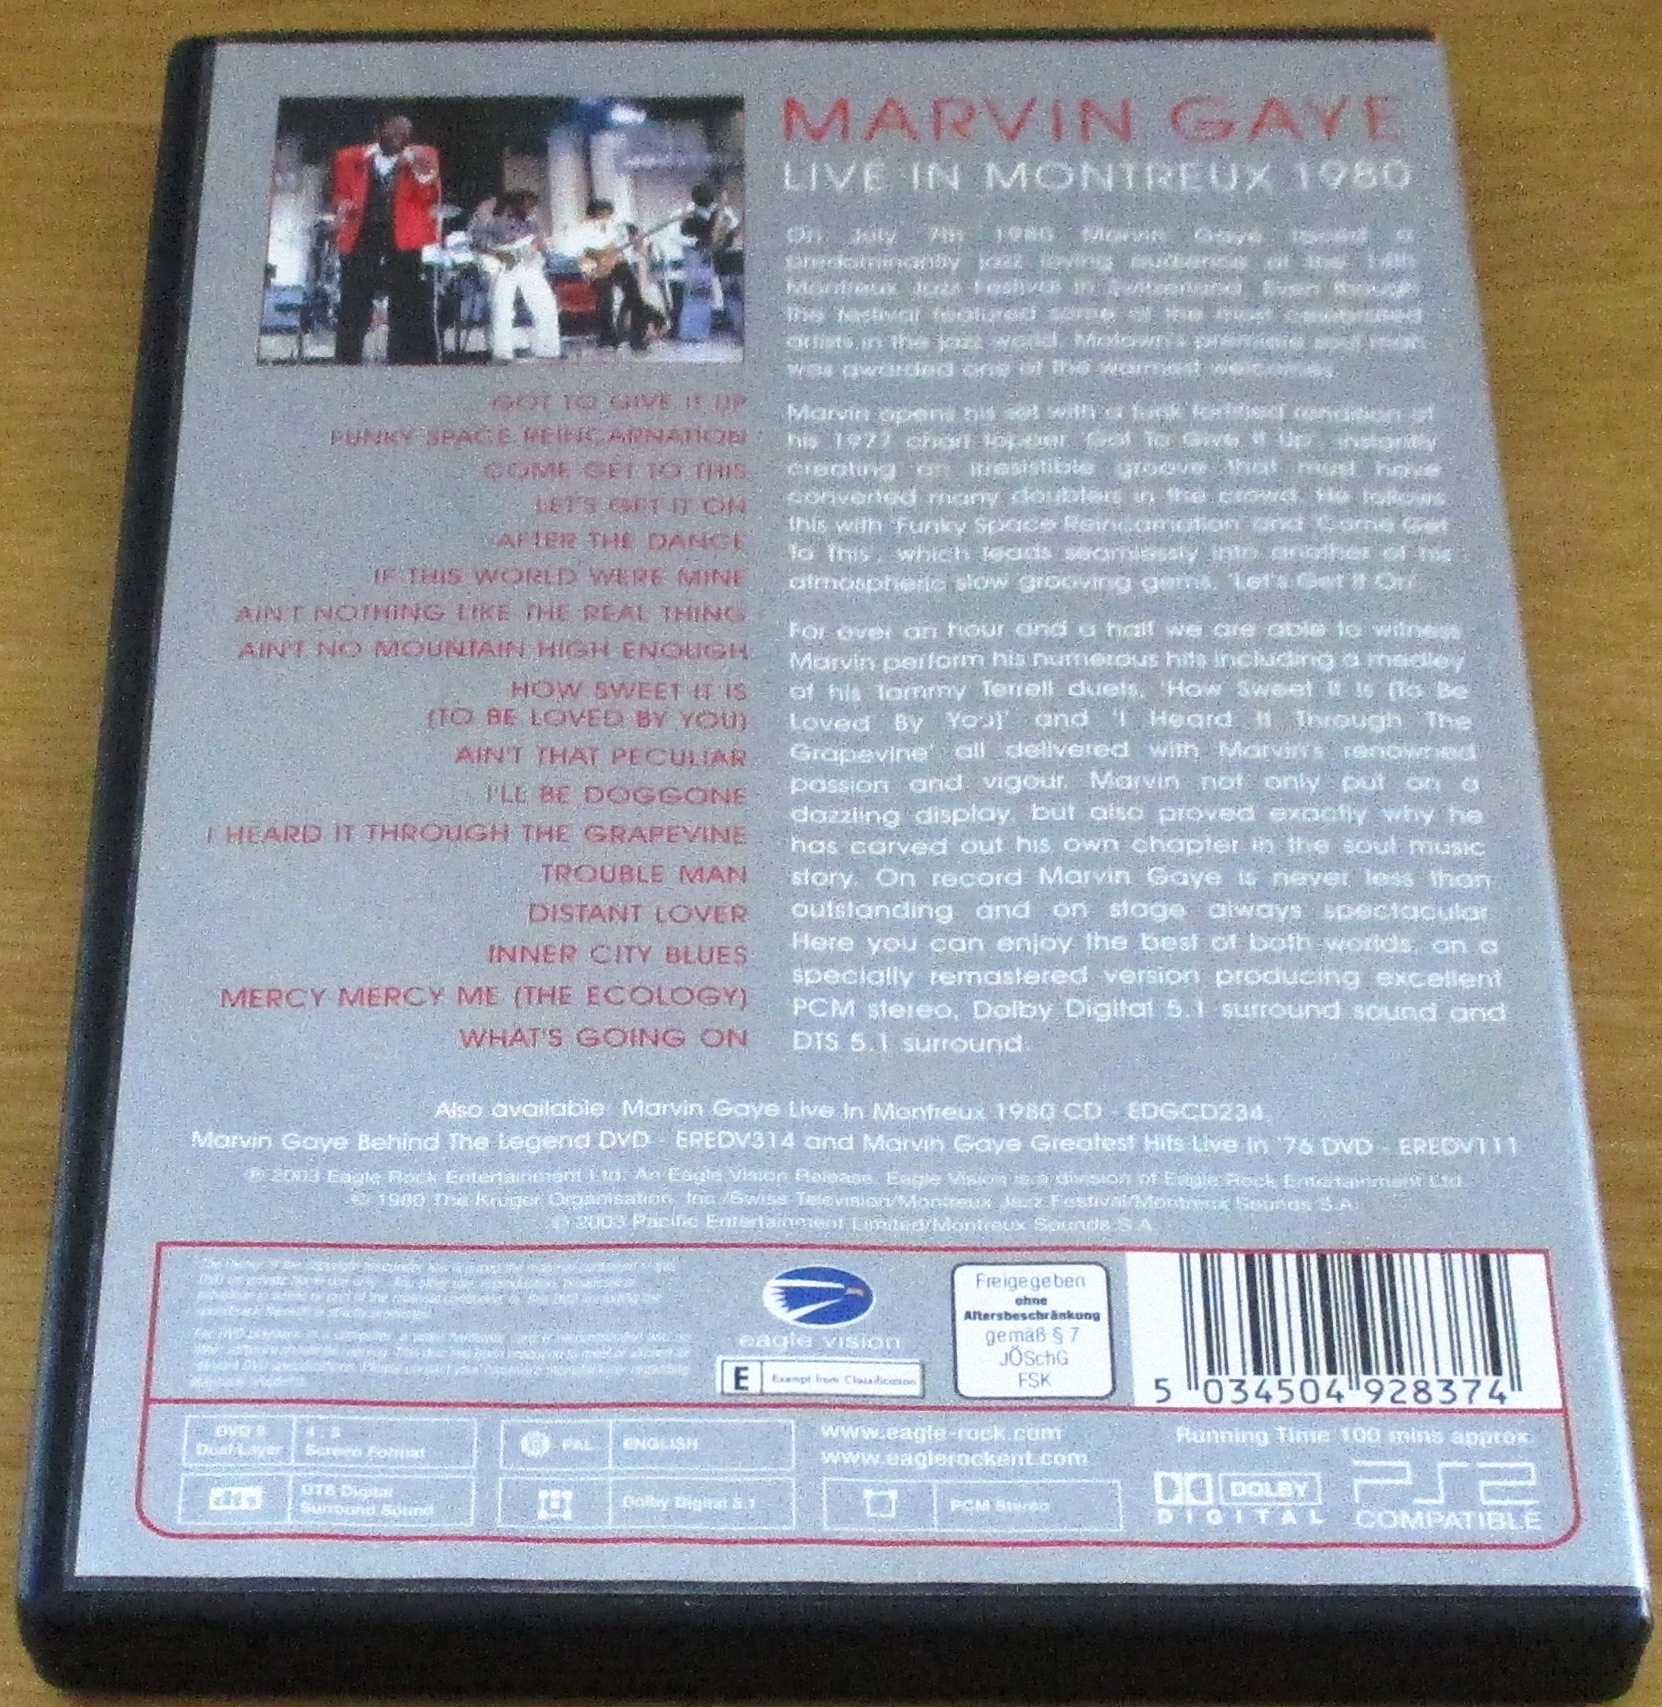 MARVIN GAYE
LIVE IN MONTREUX 1980
On July 7th 1980 Marvin Gaye faced a
predominantly jazz loving audience at the 14th
Montreux Jazz Festival in Switzerland. Even though
the festival featured some of the most celebrated
artists in the jazz world, Motown's premiere soul man
was awarded one of the warmest welcomes.
Marvin opens his set with a funk fortified rendition of
his 1977 chart topper 'Got To Give It Up', instantly
creating an irresistible groove that must have
converted many doubters in the crowd. He follows
this with 'Funky Space Reincarnation' and 'Come Get
To This', which leads seamlessly into another of his
atmospheric slow grooving gems, 'Let's Get It On'.
For over an hour and a half we are able to witness
Marvin perform his numerous hits including a medley
of his Tammy Terrell duets, 'How Sweet It Is (To Be
Loved By You)' and 'I Heard It Through The
Grapevine' all delivered with Marvin's renowned
passion and vigour. Marvin not only put on a
dazzling display, but also proved exactly why he
has carved out his own chapter in the soul music
story. On record Marvin Gaye is never less than
outstanding and on stage always spectacular.
Here you can enjoy the best of both worlds, on a
specially remastered version producing excellent
PCM stereo, Dolby Digital 5.1 surround sound and
DTS 5.1 surround.
GOT TO GIVE IT UP
FUNKY SPACE REINCARNATION
COME GET TO THIS
LET'S GET IT ON
AFTER THE DANCE
IF THIS WORLD WERE MINE
AIN'T NOTHING LIKE THE REAL THING
AIN'T NO MOUNTAIN HIGH ENOUGH
HOW SWEET IT IS
(TO BE LOVED BY YOU)
AIN'T THAT PECULIAR
I'LL BE DOGGONE
I HEARD IT THROUGH THE GRAPEVINE
TROUBLE MAN
DISTANT LOVER
INNER CITY BLUES
MERCY MERCY ME (THE ECOLOGY)
WHAT'S GOING ON
Also available: Marvin Gaye Live In Montreux 1980 CD - EDGCD234,
Marvin Gaye Behind The Legend DVD - EREDV314 and Marvin Gaye Greatest Hits Live In '76 DVD - EREDV111
℗ 2003 Eagle Rock Entertainment Ltd. An Eagle Vision Release. Eagle Vision is a division of Eagle Rock Entertainment Ltd.
© 1980 The Kruger Organisation, Inc./Swiss Television/Montreux Jazz Festival/Montreux Sounds S.A.
© 2003 Pacific Entertainment Limited/Montreux Sounds S.A.
eagle vision
E Exempt from Classification
Freigegeben
ohne
Altersbeschränkung
gemäß § 7
JÖSchG
FSK
5 034504 928374
DVD 9
Dual Layer
4:3
Screen Format
PAL
ENGLISH
www.eagle-rock.com
www.eaglerockent.com
Running Time 100 mins approx
dts
DTS Digital
Surround Sound
Dolby Digital 5.1
PCM Stereo
DOLBY
DIGITAL
PS2
COMPATIBLE